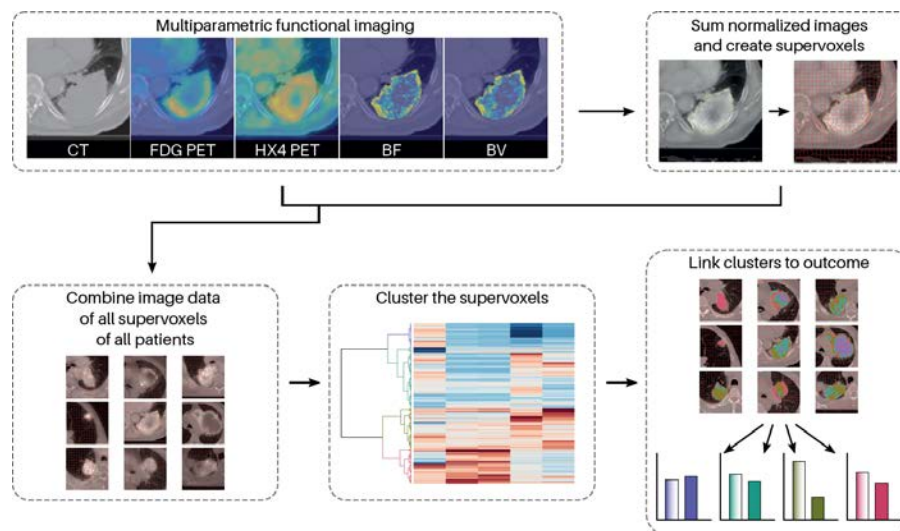 Multiparametric functional imaging
CT
FDG PET
HX4 PET
BF
BV
Sum normalized images
and create supervoxels
Combine image data
of all supervoxels
of all patients
Cluster the supervoxels
Link clusters to outcome